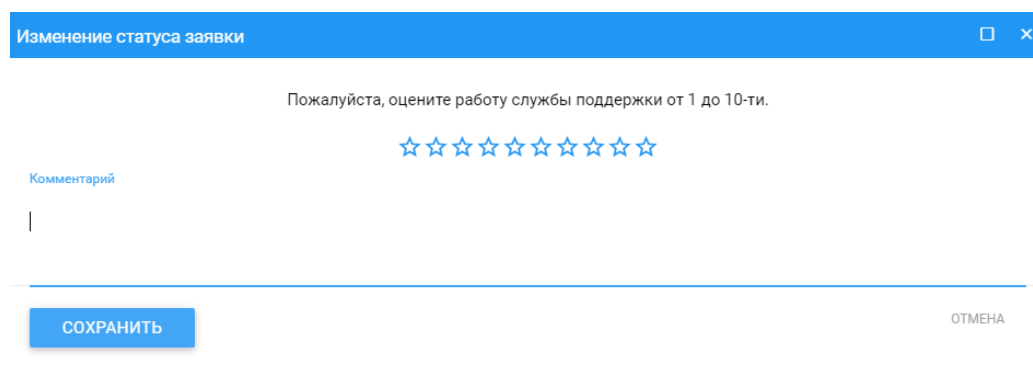 Изменение статуса заявки
Пожалуйста, оцените работу службы поддержки от 1 до 10-ти.
Комментарий
СОХРАНИТЬ
ОТМЕНА